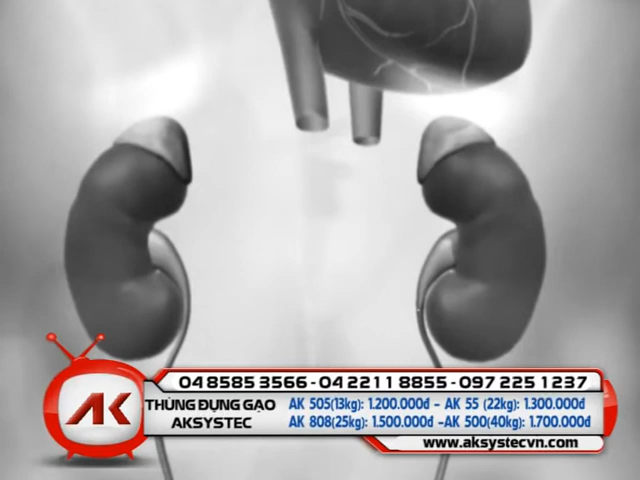 04 8585 3566 - 04 2211 8855 - 097 225 1 237
AK
THÙNG ĐỰNG GẠO
AKSYSTEC
AK 505(13kg): 1.200.000đ - AK 55 (22kg): 1.300.000đ
AK 808(25kg): 1.500.000đ -AK 500(40kg): 1.700.000đ
www.aksystecvn.com